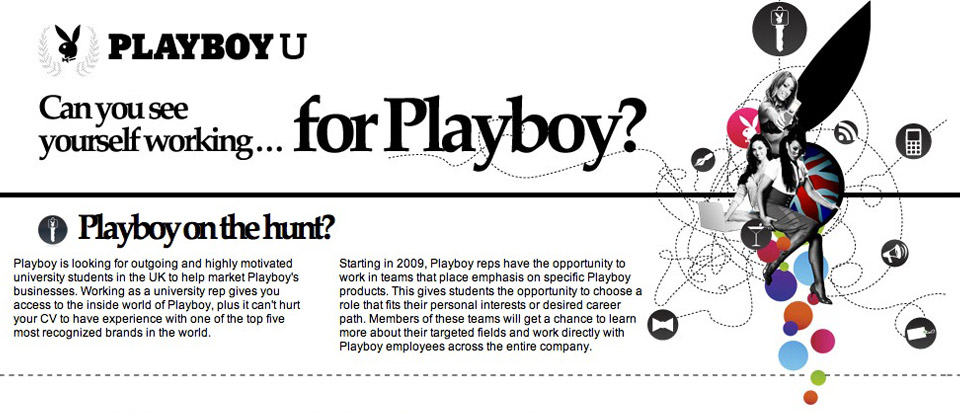 PLAYBOY U
Can you see
yourself working... for Playboy?
Playboy on the hunt?
Playboy is looking for outgoing and highly motivated
university students in the UK to help market Playboy's
businesses. Working as a university rep gives you
access to the inside world of Playboy, plus it can't hurt
your CV to have experience with one of the top five
most recognized brands in the world.
Starting in 2009, Playboy reps have the opportunity to
work in teams that place emphasis on specific Playboy
products. This gives students the opportunity to choose a
role that fits their personal interests or desired career
path. Members of these teams will get a chance to learn
more about their targeted fields and work directly with
Playboy employees across the entire company.